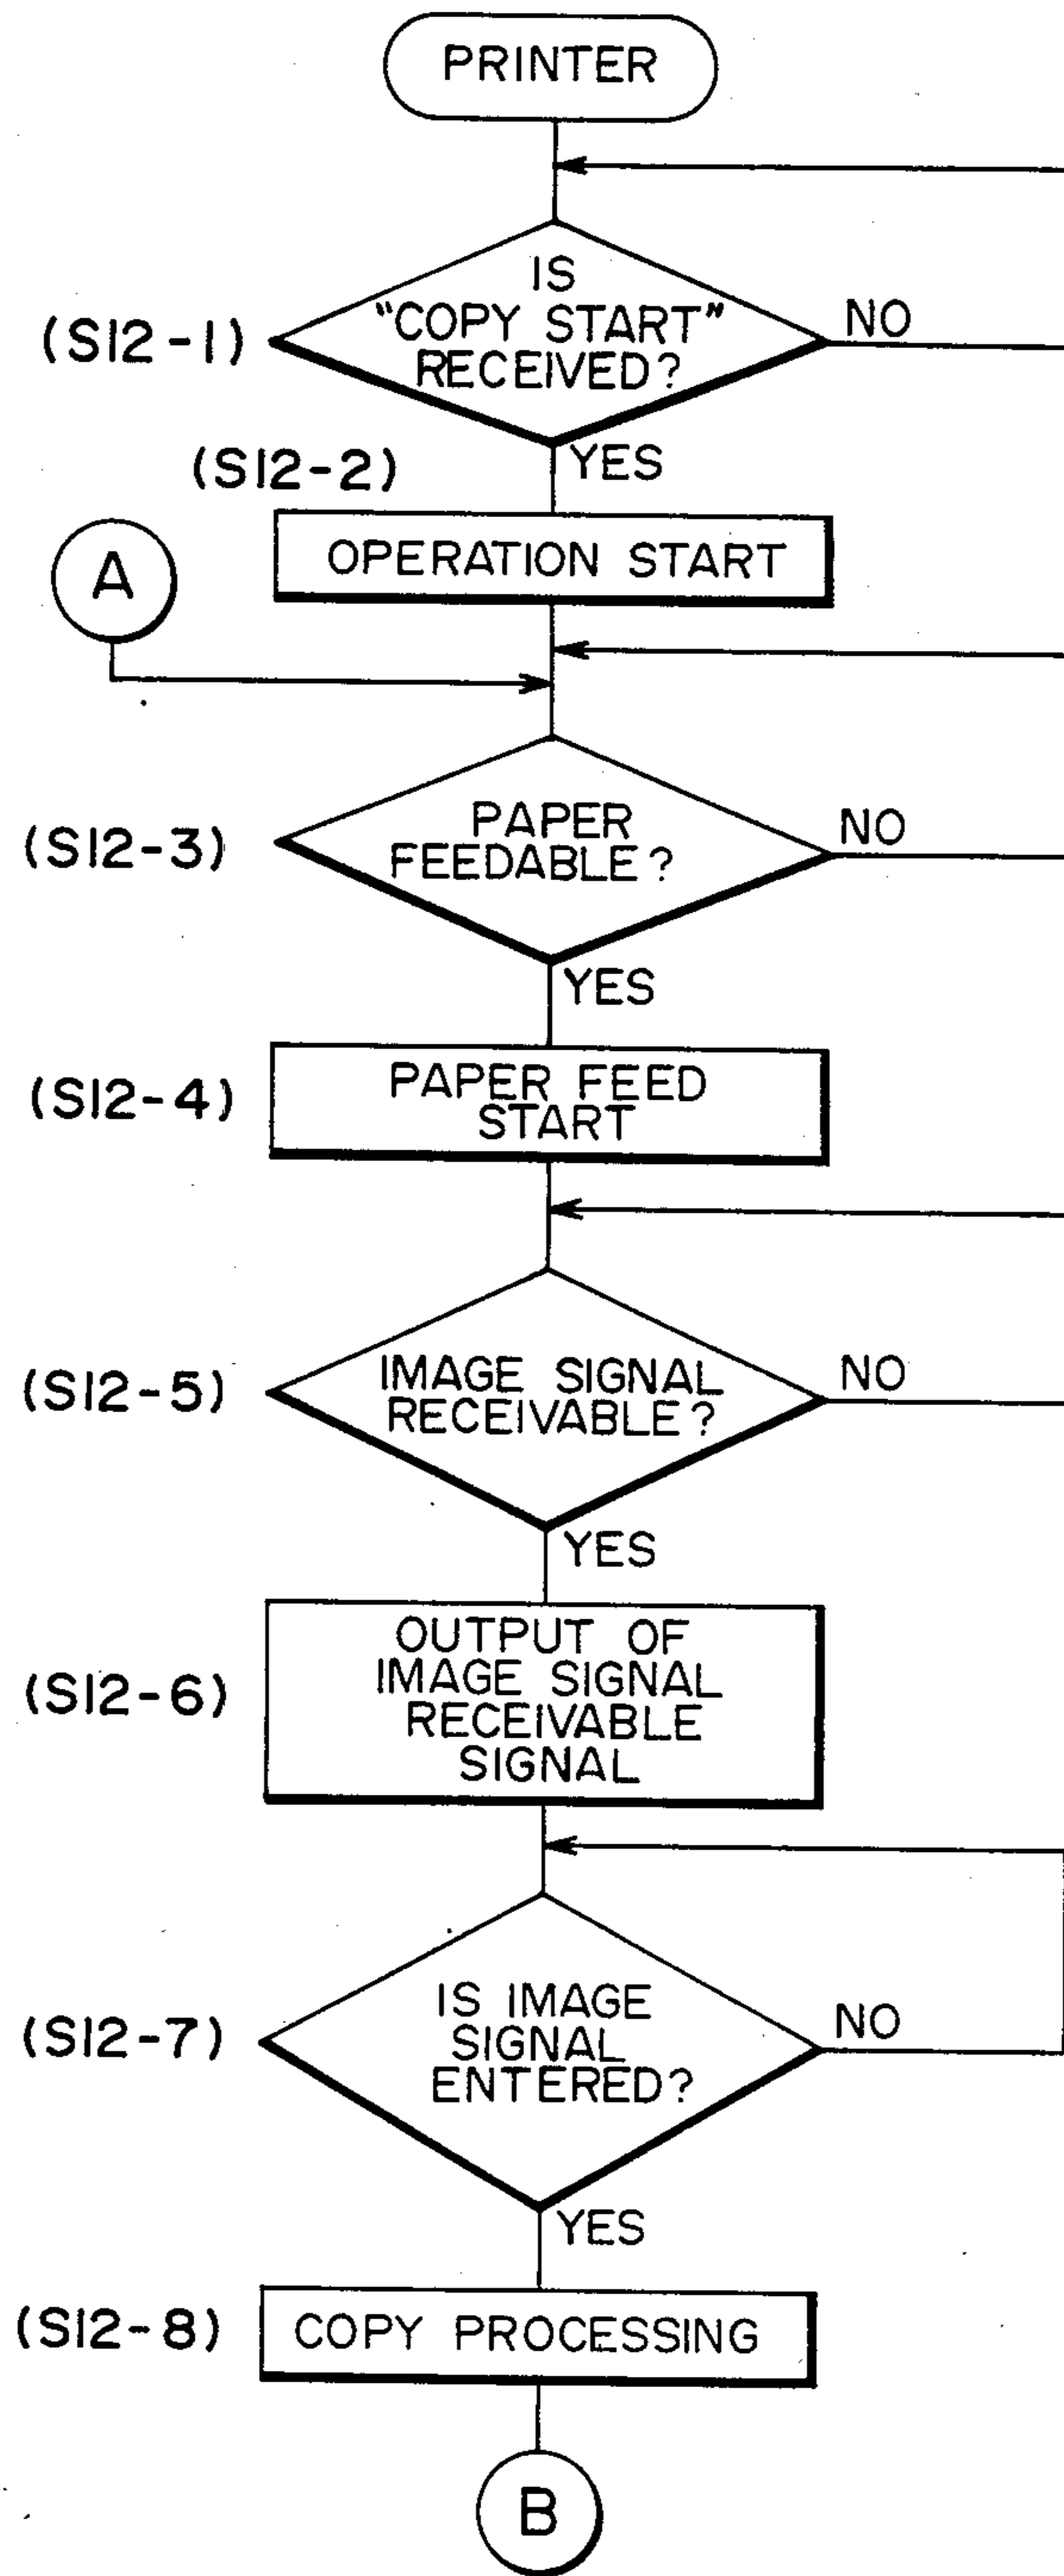 PRINTER
IS
"COPY START"
RECEIVED?
(S12-1)
NO
YES
(S12-2)
OPERATION START
A
PAPER
FEEDABLE?
(S12-3)
NO
YES
PAPER FEED
START
(S12-4)
IMAGE SIGNAL
RECEIVABLE?
(S12-5)
NO
YES
OUTPUT OF
IMAGE SIGNAL
RECEIVABLE
SIGNAL
(S12-6)
IS IMAGE
SIGNAL
ENTERED?
(S12-7)
NO
YES
(S12-8)
COPY PROCESSING
B